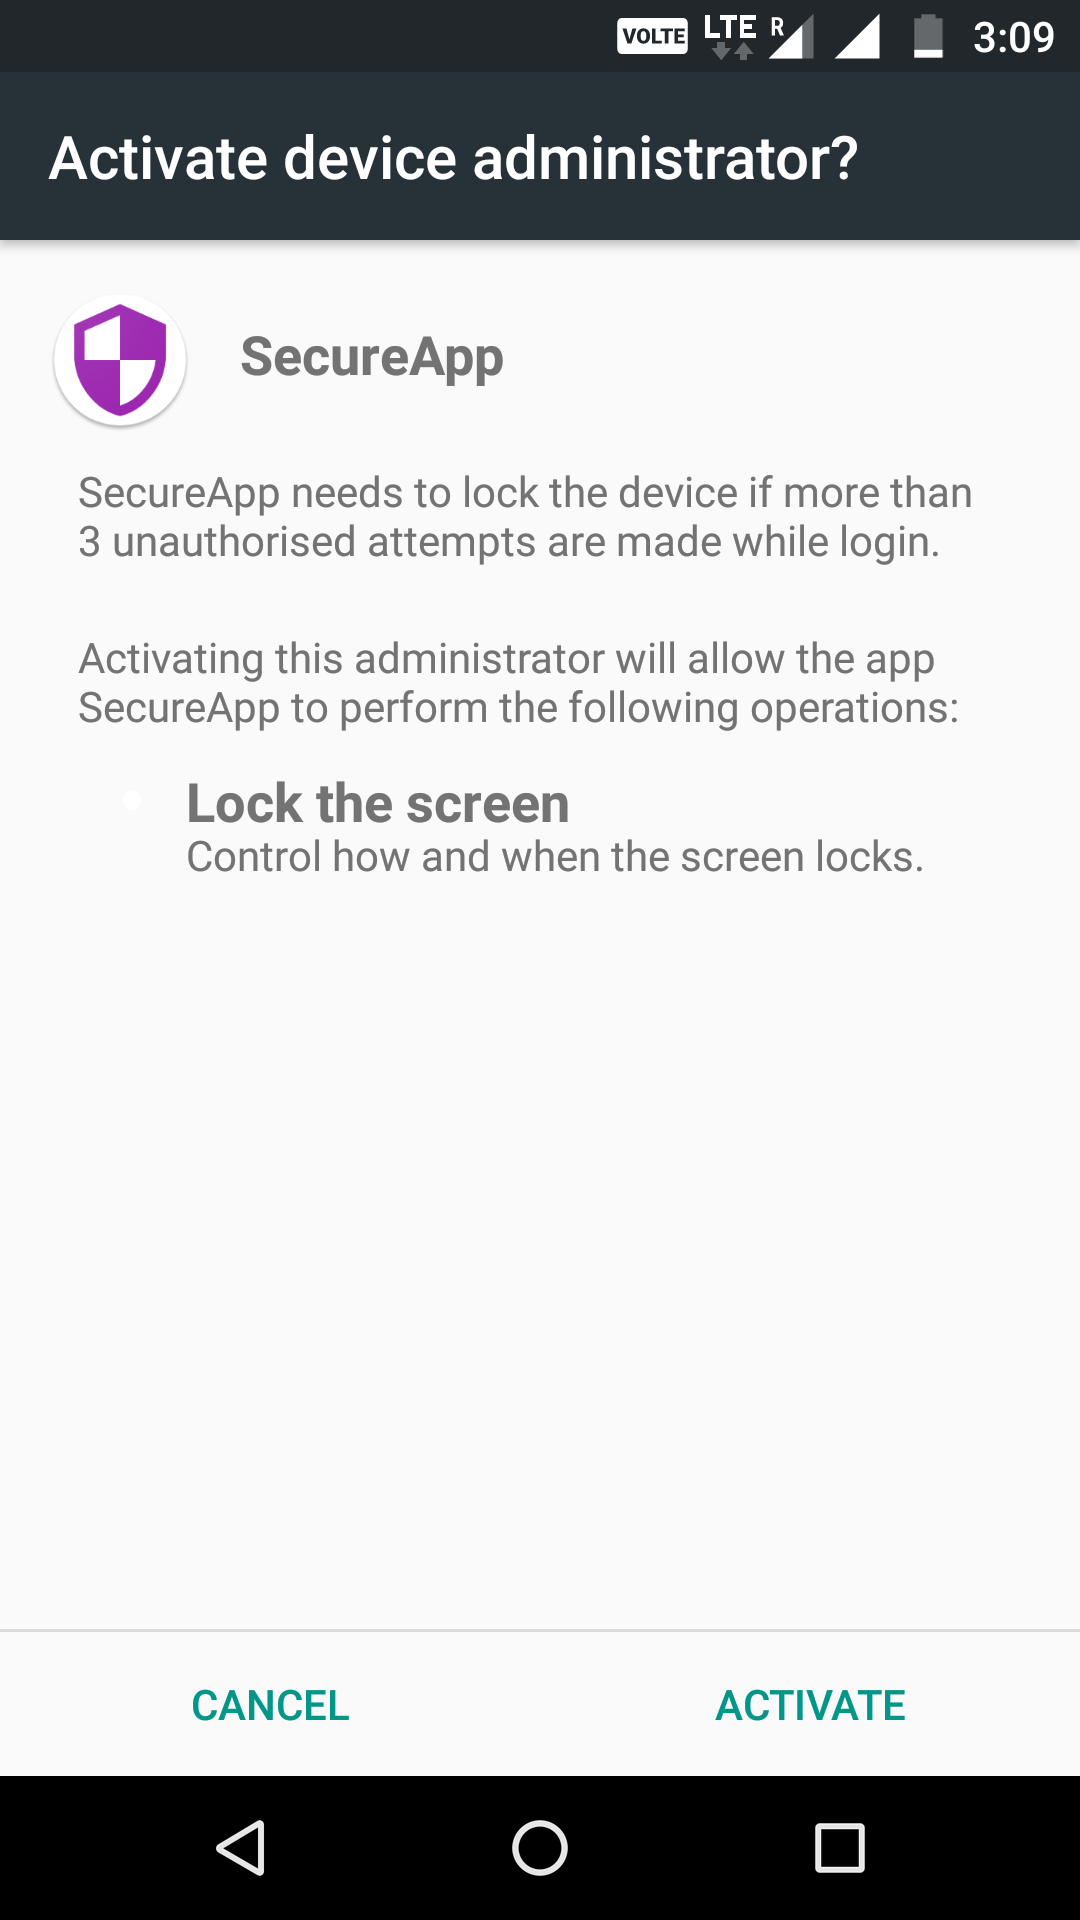 VOLTE LTE R 3:09
Activate device administrator?
SecureApp
SecureApp needs to lock the device if more than
3 unauthorised attempts are made while login.
Activating this administrator will allow the app
SecureApp to perform the following operations:
Lock the screen
Control how and when the screen locks.
CANCEL ACTIVATE